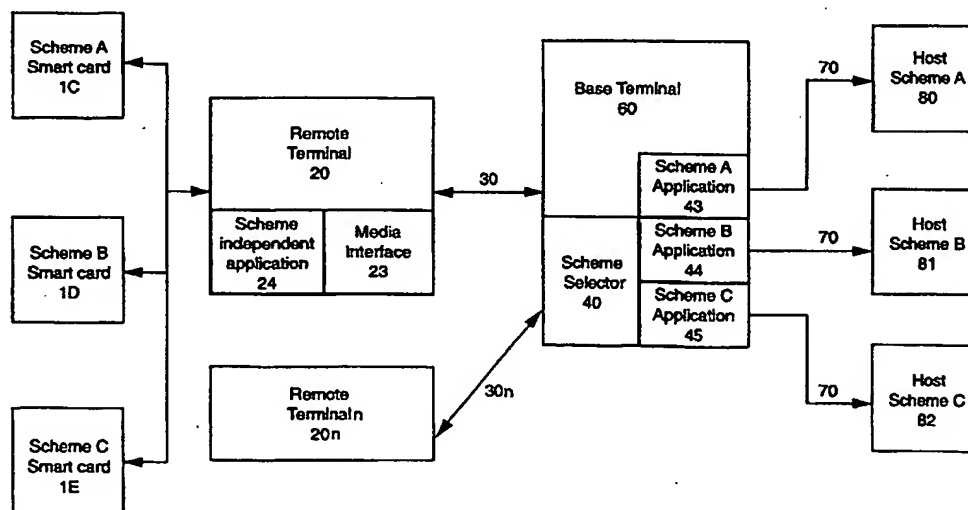 Scheme A
Smart card
1C
Scheme B
Smart card
1D
Scheme C
Smart card
1E
Remote
Terminal
20
Scheme
independent
application
24
Media
Interface
23
Remote
Terminaln
20n
30
30n
Base Terminal
60
Scheme A
Application
43
Scheme
Selector
40
Scheme B
Application
44
Scheme C
Application
45
70
70
70
Host
Scheme A
80
Host
Scheme B
81
Host
Scheme C
82